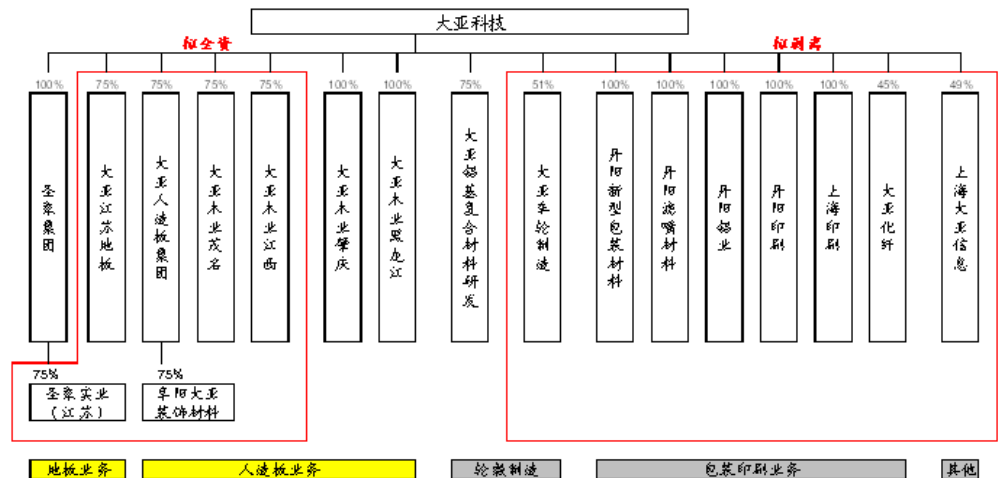 大亚科技
拟全资
拟剥离
100%
75%
75%
75%
75%
100%
100%
75%
51%
100%
100%
100%
100%
100%
45%
49%
圣象集团
大亚江苏地板
大亚人造板集团
大亚木业茂名
大亚木业江西
大亚木业肇庆
大亚木业黑龙江
大亚铝基复合材料研发
大亚车轮制造
丹阳新型包装材料
丹阳滤嘴材料
丹阳铝业
丹阳印刷
上海印刷
大亚化纤
上海大亚信息
75%
75%
圣象实业
(江苏)
阜阳大亚
装饰材料
地板业务
人造板业务
轮毂制造
包装印刷业务
其他